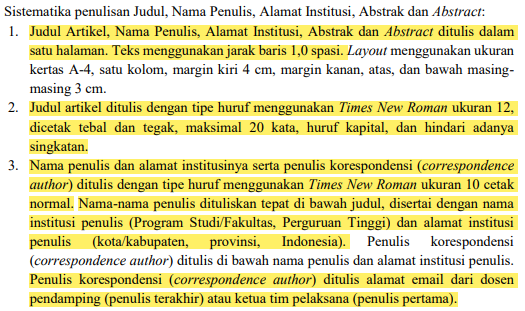 Sistematika penulisan Judul, Nama Penulis, Alamat Institusi, Abstrak dan Abstract:
1. Judul Artikel, Nama Penulis, Alamat Institusi, Abstrak dan Abstract ditulis dalam
satu halaman. Teks menggunakan jarak baris 1,0 spasi. Layout menggunakan ukuran
kertas A-4, satu kolom, margin kiri 4 cm, margin kanan, atas, dan bawah masing-
masing 3 cm.
2. Judul artikel ditulis dengan tipe huruf menggunakan Times New Roman ukuran 12,
dicetak tebal dan tegak, maksimal 20 kata, huruf kapital, dan hindari adanya
singkatan.
3. Nama penulis dan alamat institusinya serta penulis korespondensi (correspondence
author) ditulis dengan tipe huruf menggunakan Times New Roman ukuran 10 cetak
normal. Nama-nama penulis dituliskan tepat di bawah judul, disertai dengan nama
institusi penulis (Program Studi/Fakultas, Perguruan Tinggi) dan alamat institusi
penulis (kota/kabupaten, provinsi, Indonesia). Penulis korespondensi
(correspondence author) ditulis di bawah nama penulis dan alamat institusi penulis.
Penulis korespondensi (correspondence author) ditulis alamat email dari dosen
pendamping (penulis terakhir) atau ketua tim pelaksana (penulis pertama).